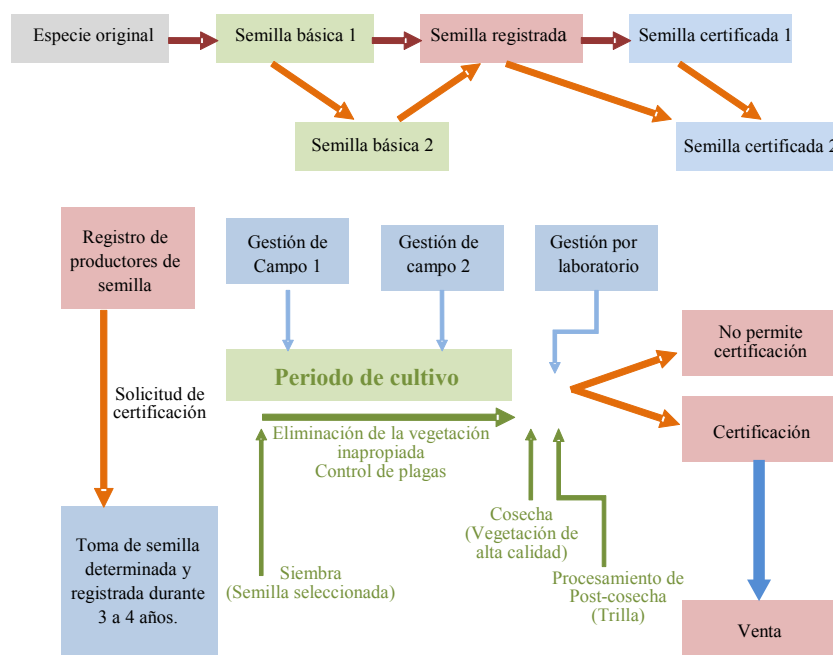 Especie original
Semilla básica 1
Semilla registrada
Semilla certificada 1
Semilla básica 2
Semilla certificada 2
Registro de
productores de
semilla
Gestión de
Campo 1
Gestión de
campo 2
Gestión por
laboratorio
No permite
certificación
Periodo de cultivo
Solicitud de
certificación
Eliminación de la vegetación
inapropiada
Control de plagas
Certificación
Cosecha
(Vegetación de
alta calidad)
Toma de semilla
determinada y
registrada durante
3 a 4 años.
Siembra
(Semilla seleccionada)
Procesamiento de
Post-cosecha
(Trilla)
Venta